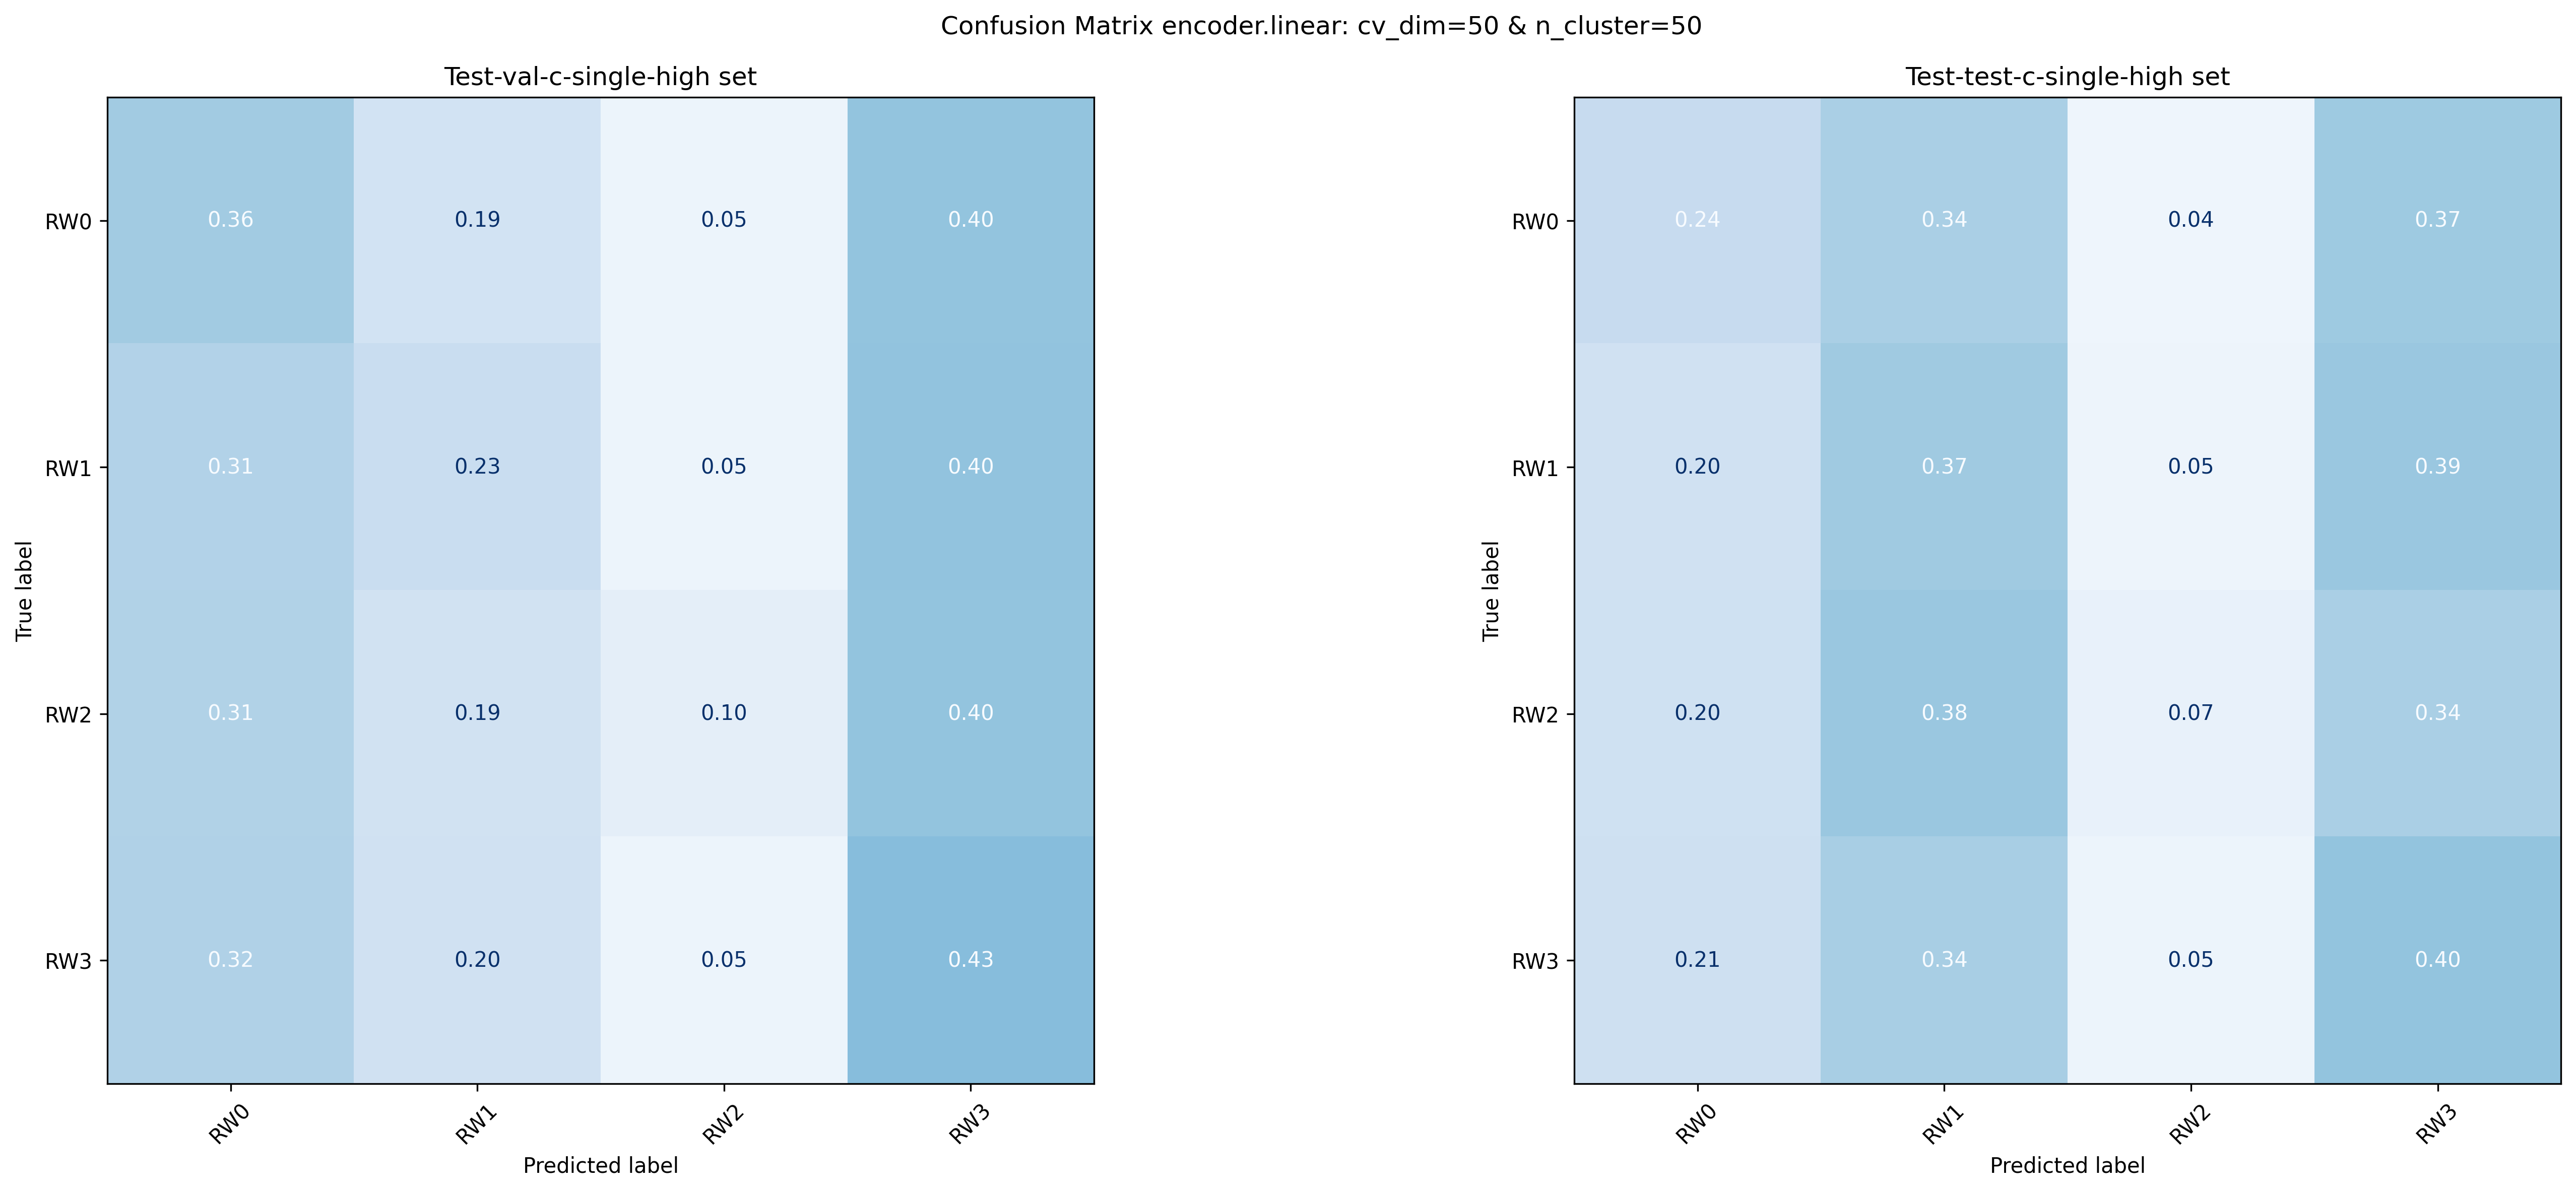 Confusion Matrix encoder.linear: cv_dim=50 & n_cluster=50
Test-val-c-single-high set
True label
RW0 0.36 0.19 0.05 0.40
RW1 0.31 0.23 0.05 0.40
RW2 0.31 0.19 0.10 0.40
RW3 0.32 0.20 0.05 0.43
RW0 RW1 RW2 RW3
Predicted label
Test-test-c-single-high set
True label
RW0 0.24 0.34 0.04 0.37
RW1 0.20 0.37 0.05 0.39
RW2 0.20 0.38 0.07 0.34
RW3 0.21 0.34 0.05 0.40
RW0 RW1 RW2 RW3
Predicted label